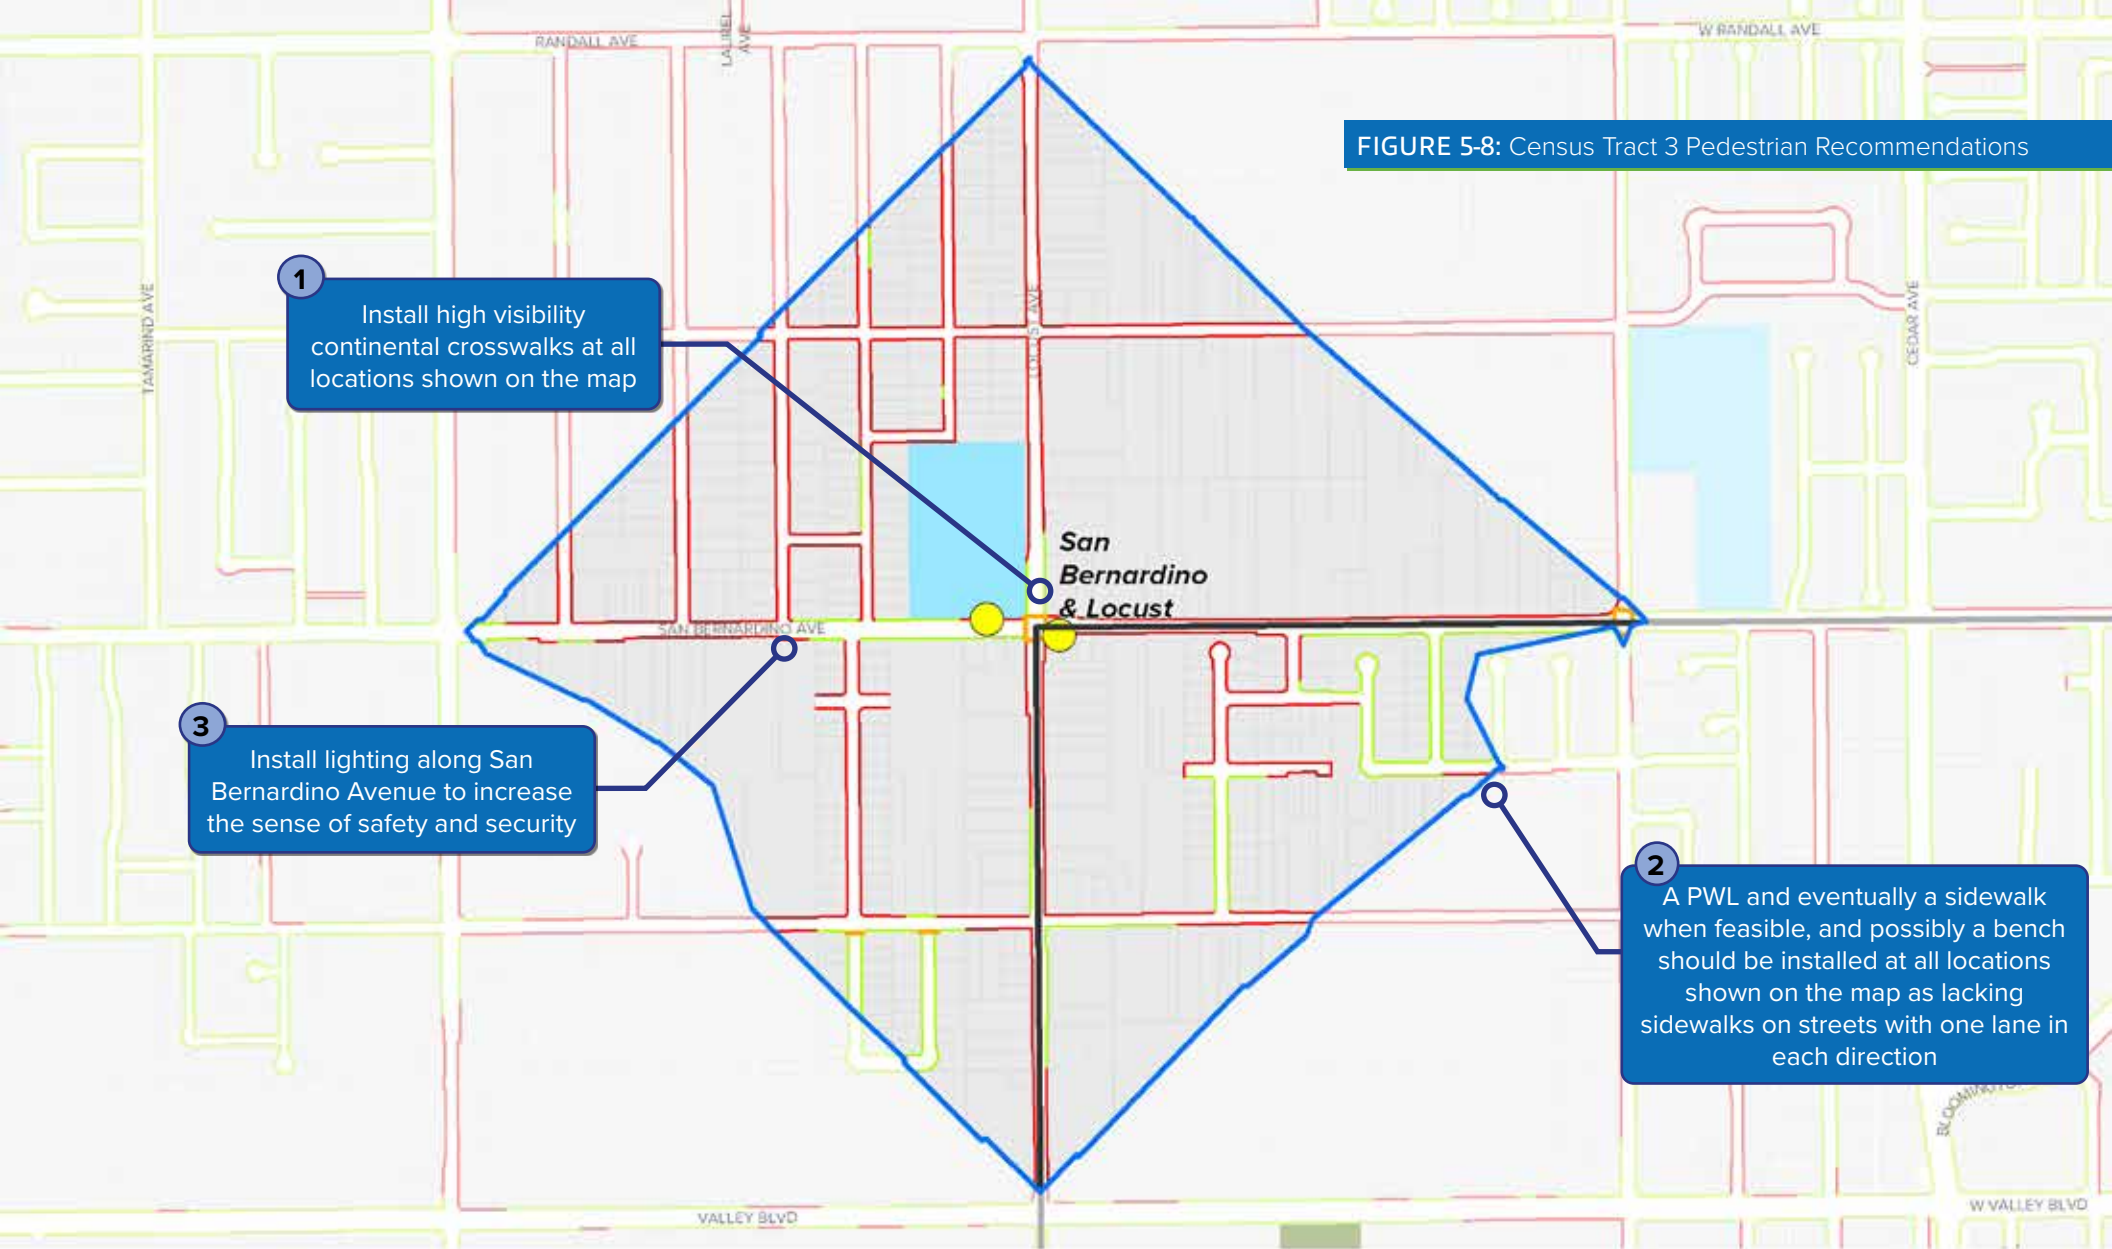 RANDALL AVE
LAUREL
AVE
W RANDALL AVE
FIGURE 5-8: Census Tract 3 Pedestrian Recommendations
1
Install high visibility
continental crosswalks at all
locations shown on the map
TAMARIND AVE
LOCUST AVE
CEDAR AVE
San
Bernardino
& Locust
SAN BERNARDINO AVE
3
Install lighting along San
Bernardino Avenue to increase
the sense of safety and security
2
A PWL and eventually a sidewalk
when feasible, and possibly a bench
should be installed at all locations
shown on the map as lacking
sidewalks on streets with one lane in
each direction
VALLEY BLVD
W VALLEY BLVD